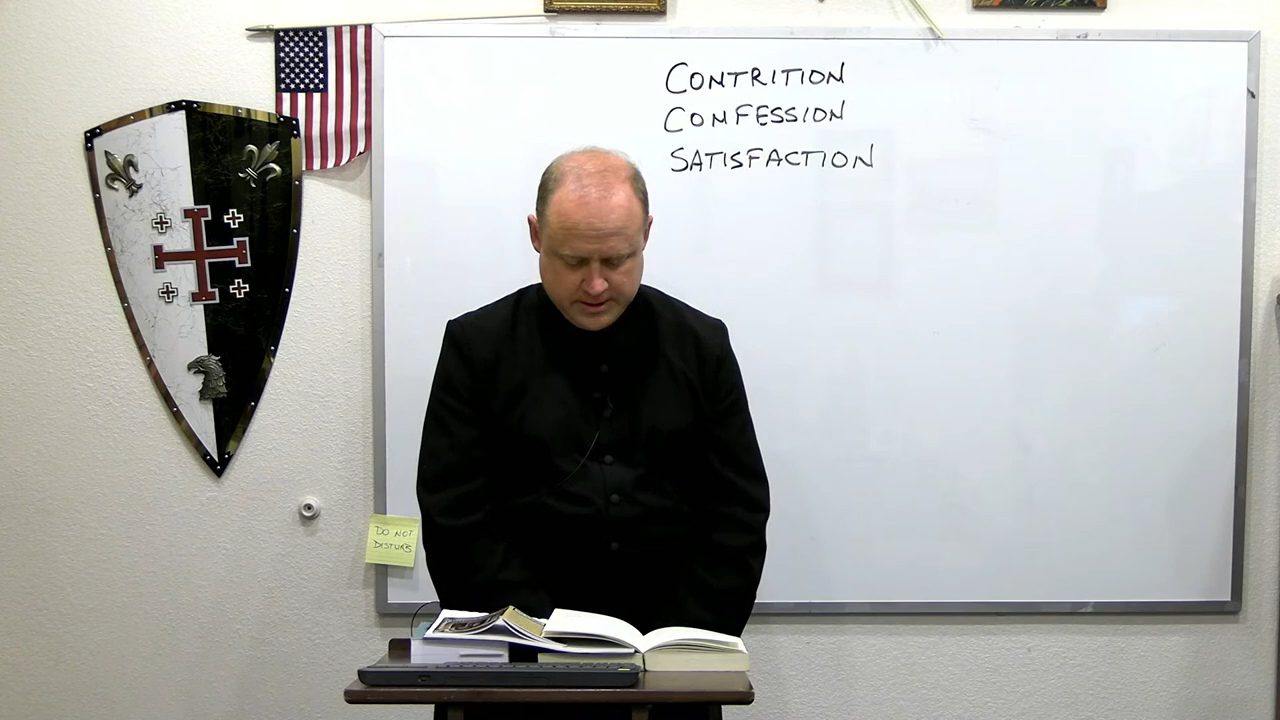 CONTRITION
CONFESSION
SATISFACTION
DO NOT
DISTURB